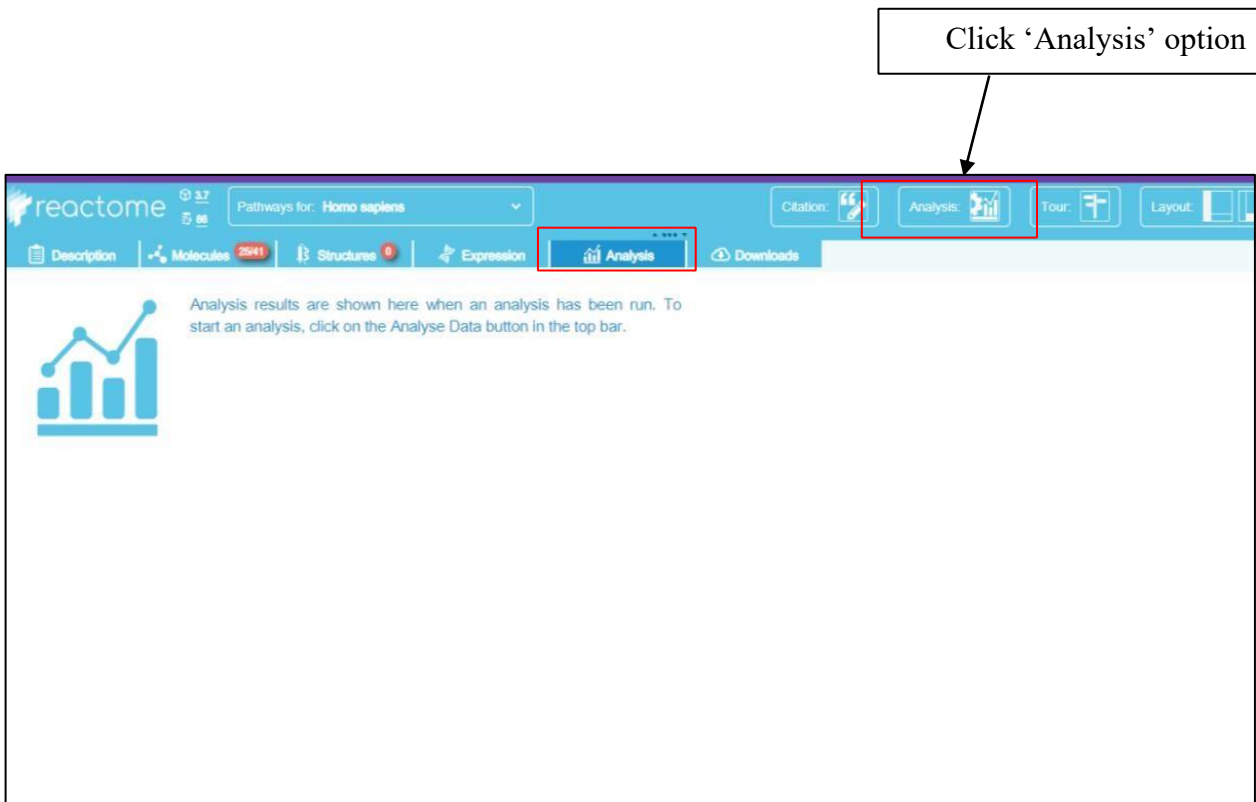 Click ‘Analysis’ option
reactome 3.7 86 Pathways for: Homo sapiens Citation: Analysis: Tour: Layout:
Description Molecules 25/41 Structures 0 Expression Analysis Downloads
Analysis results are shown here when an analysis has been run. To
start an analysis, click on the Analyse Data button in the top bar.